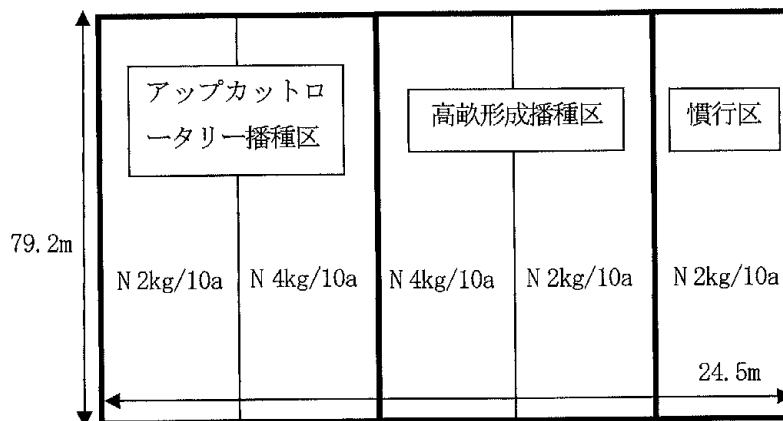 アップカットロ
ータリー播種区
高畝形成播種区
慣行区
79.2m
N 2kg/10a
N 4kg/10a
N 4kg/10a
N 2kg/10a
N 2kg/10a
24.5m